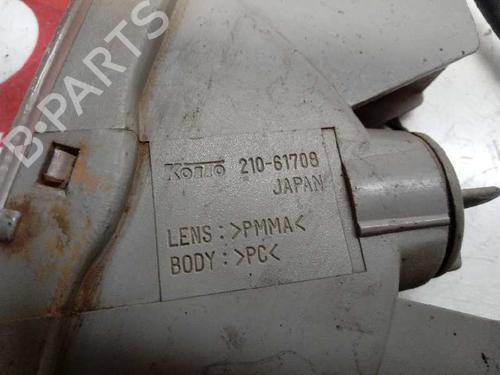 B-PARTS
KOITO 210-61708
JAPAN
LENS : >PMMA<
BODY : >PC<